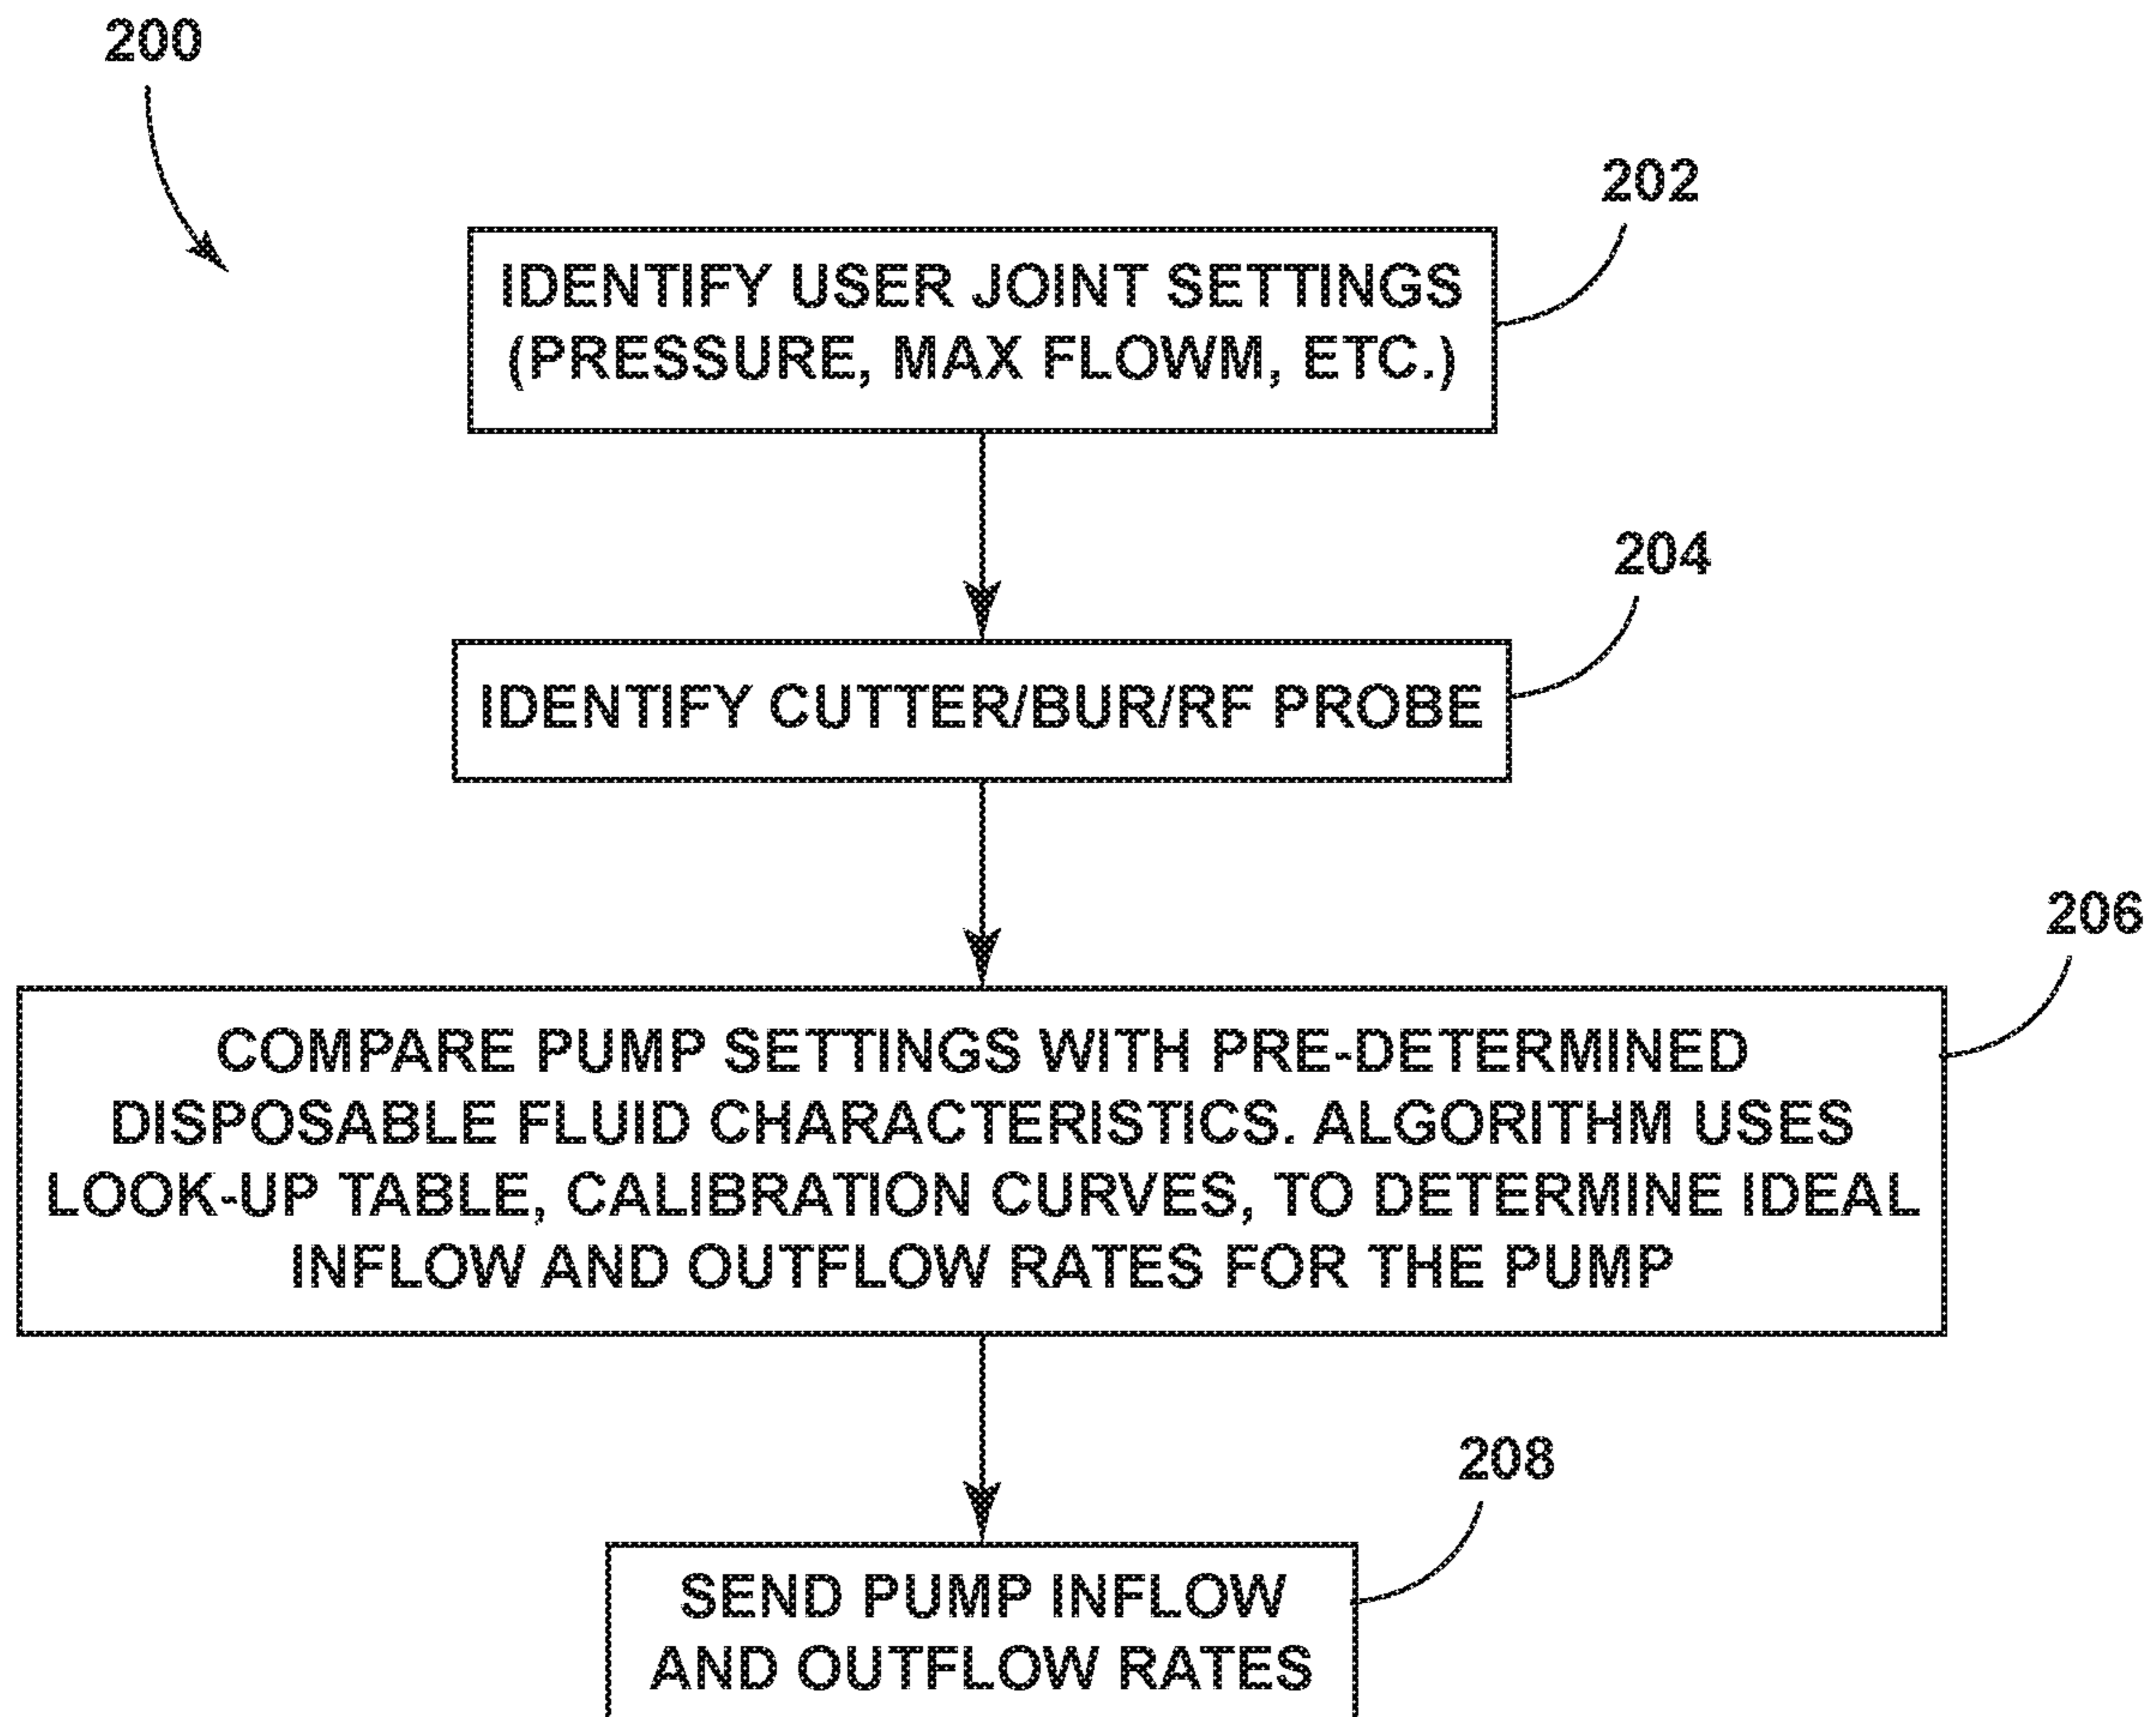 200
202
IDENTIFY USER JOINT SETTINGS
(PRESSURE, MAX FLOWM, ETC.)
204
IDENTIFY CUTTER/BUR/RF PROBE
206
COMPARE PUMP SETTINGS WITH PRE-DETERMINED
DISPOSABLE FLUID CHARACTERISTICS. ALGORITHM USES
LOOK-UP TABLE, CALIBRATION CURVES, TO DETERMINE IDEAL
INFLOW AND OUTFLOW RATES FOR THE PUMP
208
SEND PUMP INFLOW
AND OUTFLOW RATES